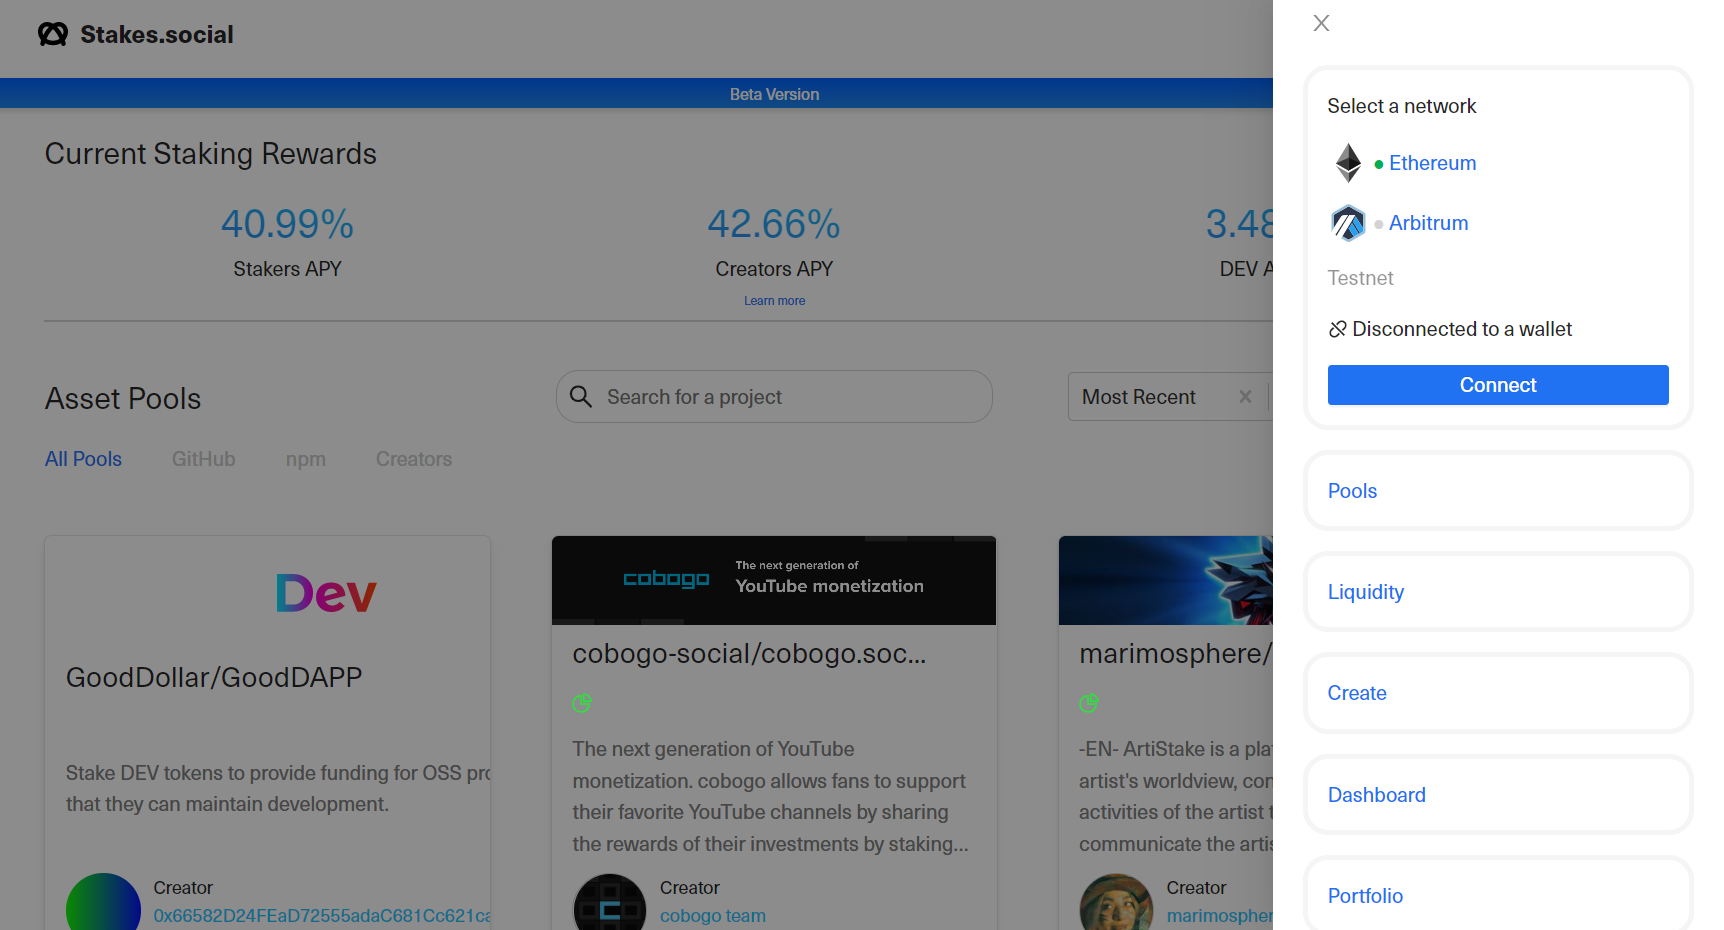 Stakes.social
Beta Version
Current Staking Rewards
40.99%
Stakers APY
42.66%
Creators APY
Learn more
3.48
DEV A
Asset Pools
Search for a project
Most Recent
All Pools
GitHub
npm
Creators
Dev
GoodDollar/GoodDAPP
Stake DEV tokens to provide funding for OSS pro
that they can maintain development.
Creator
0x66582D24FEaD72555adaC681Cc621ca
cobogo
The next generation of
YouTube monetization
cobogo-social/cobogo.soc...
The next generation of YouTube
monetization. cobogo allows fans to support
their favorite YouTube channels by sharing
the rewards of their investments by staking...
Creator
cobogo team
marimosphere/
-EN- ArtiStake is a pla
artist's worldview, con
activities of the artist t
communicate the artis
Creator
marimospher
Select a network
Ethereum
Arbitrum
Testnet
Disconnected to a wallet
Connect
Pools
Liquidity
Create
Dashboard
Portfolio